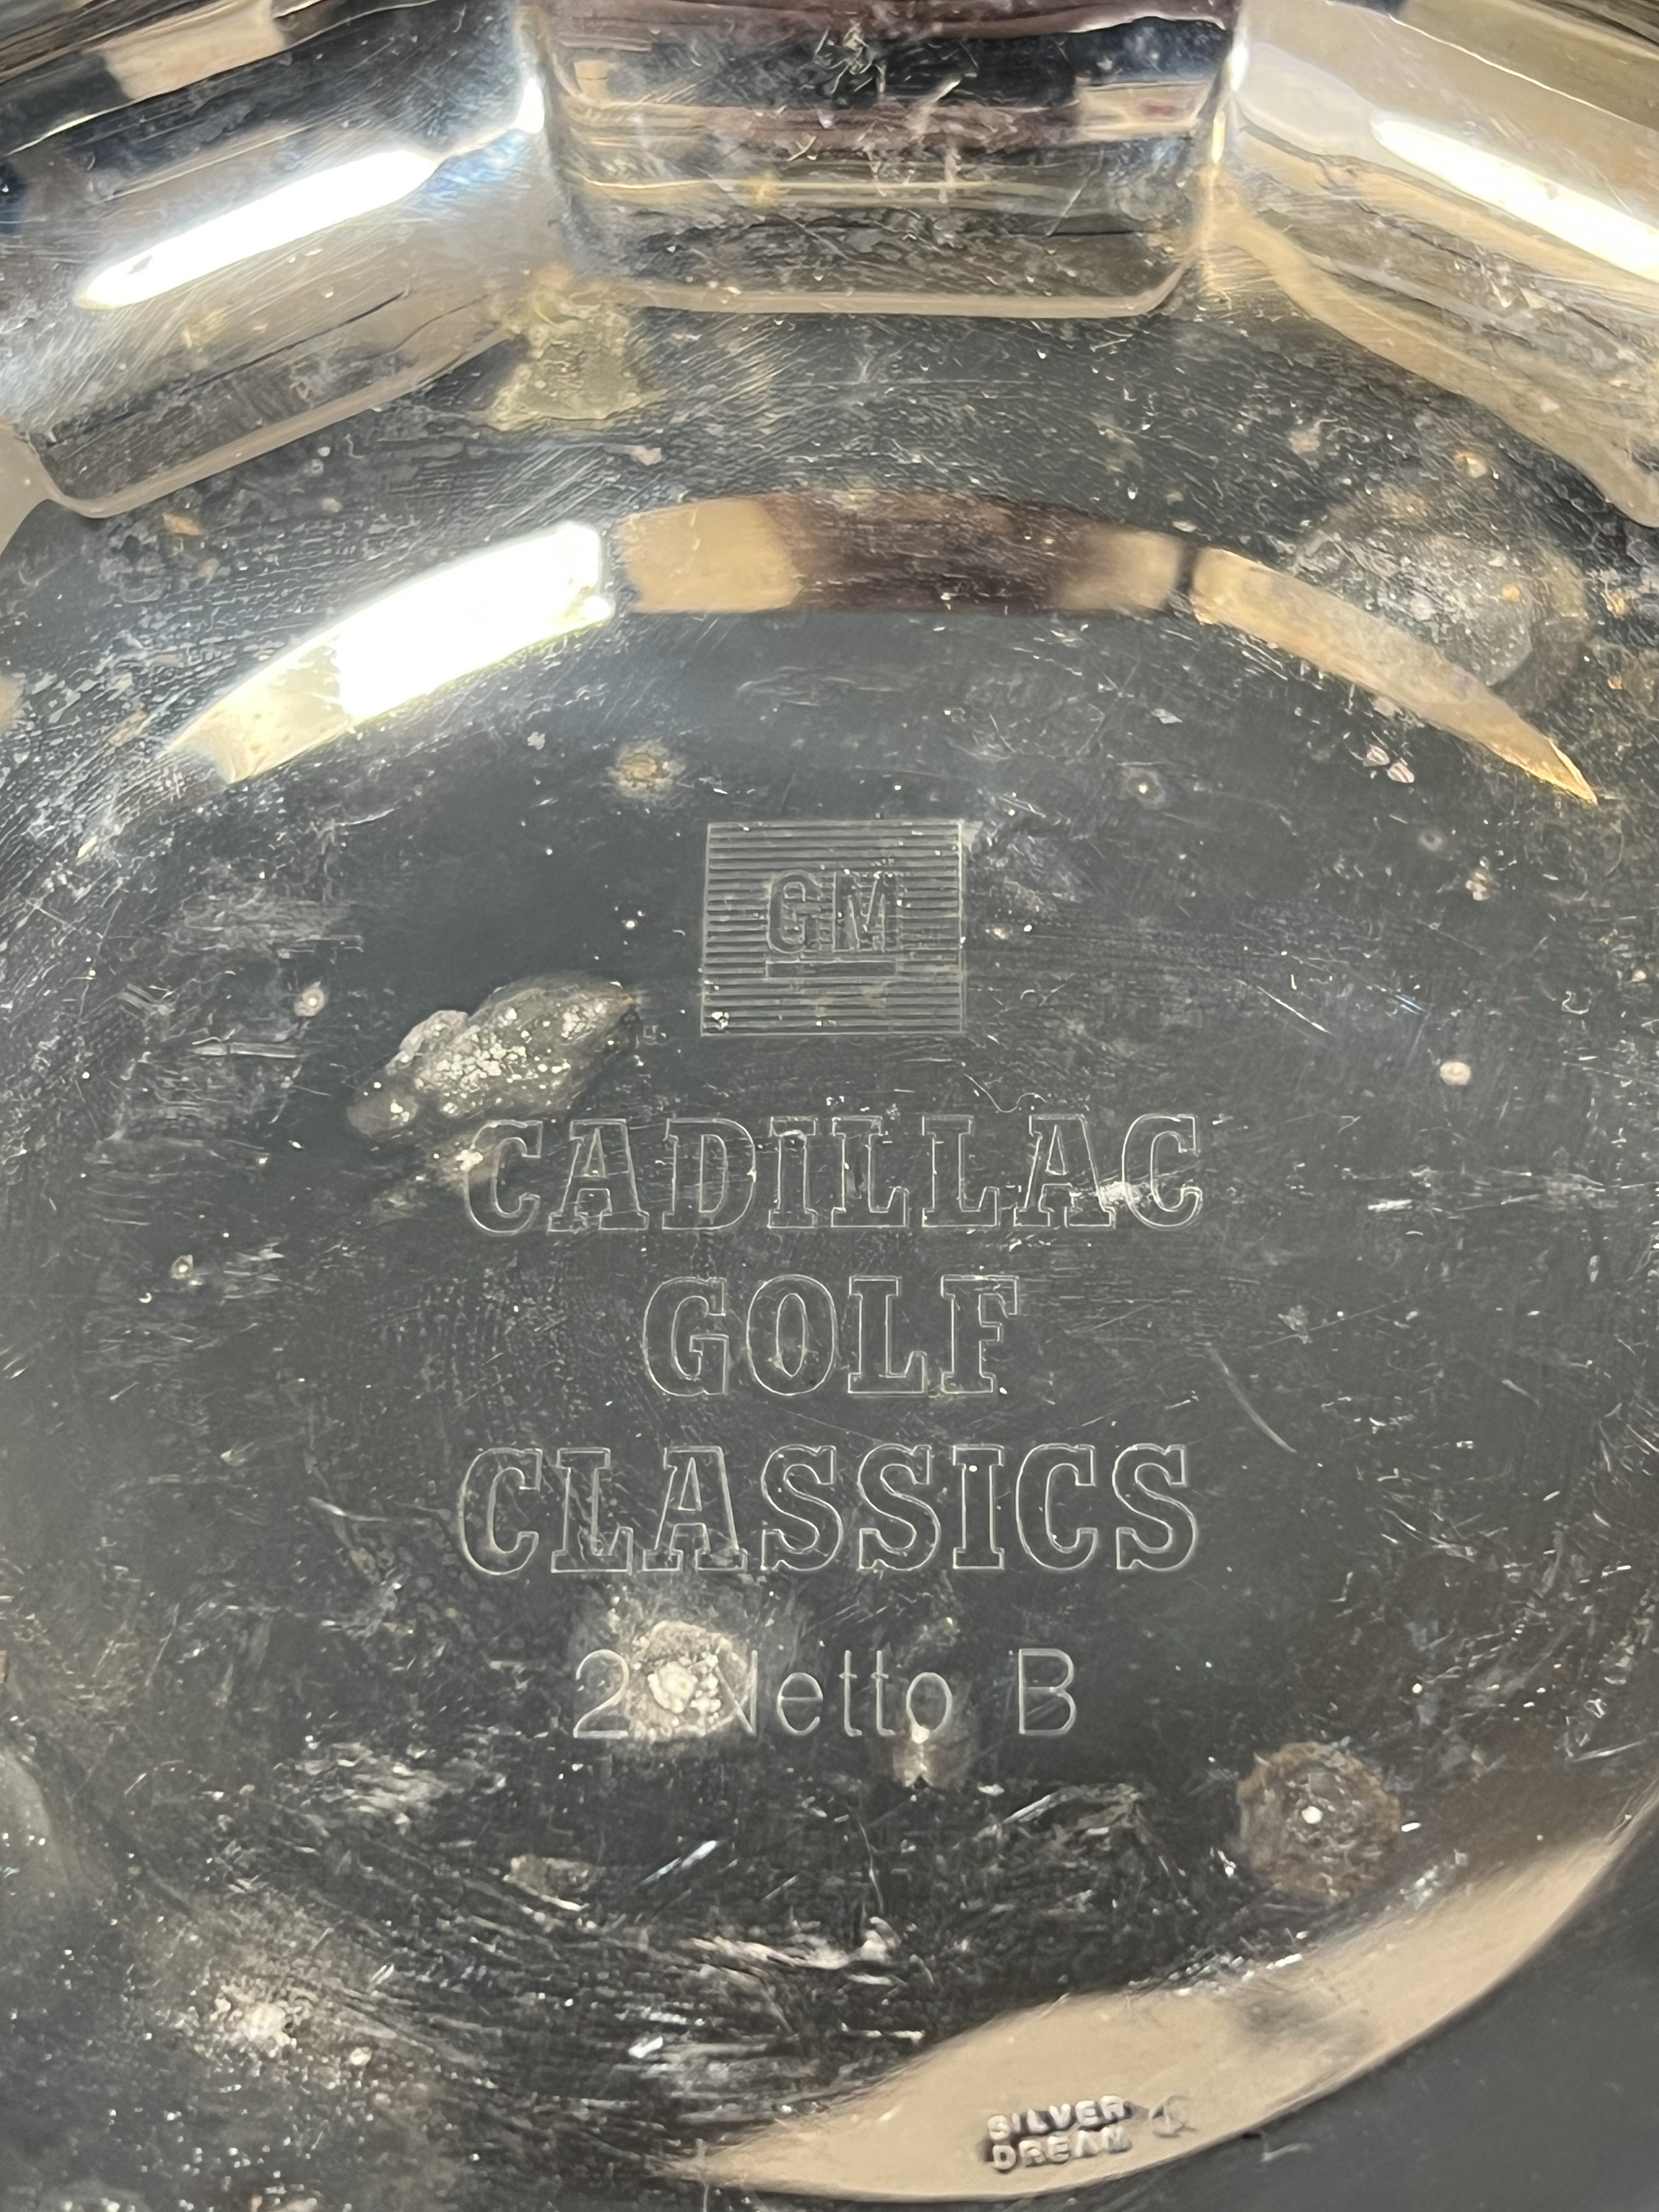 GM
CADILLAC
GOLF
CLASSICS
2 Netto B
SILVER
DREAM